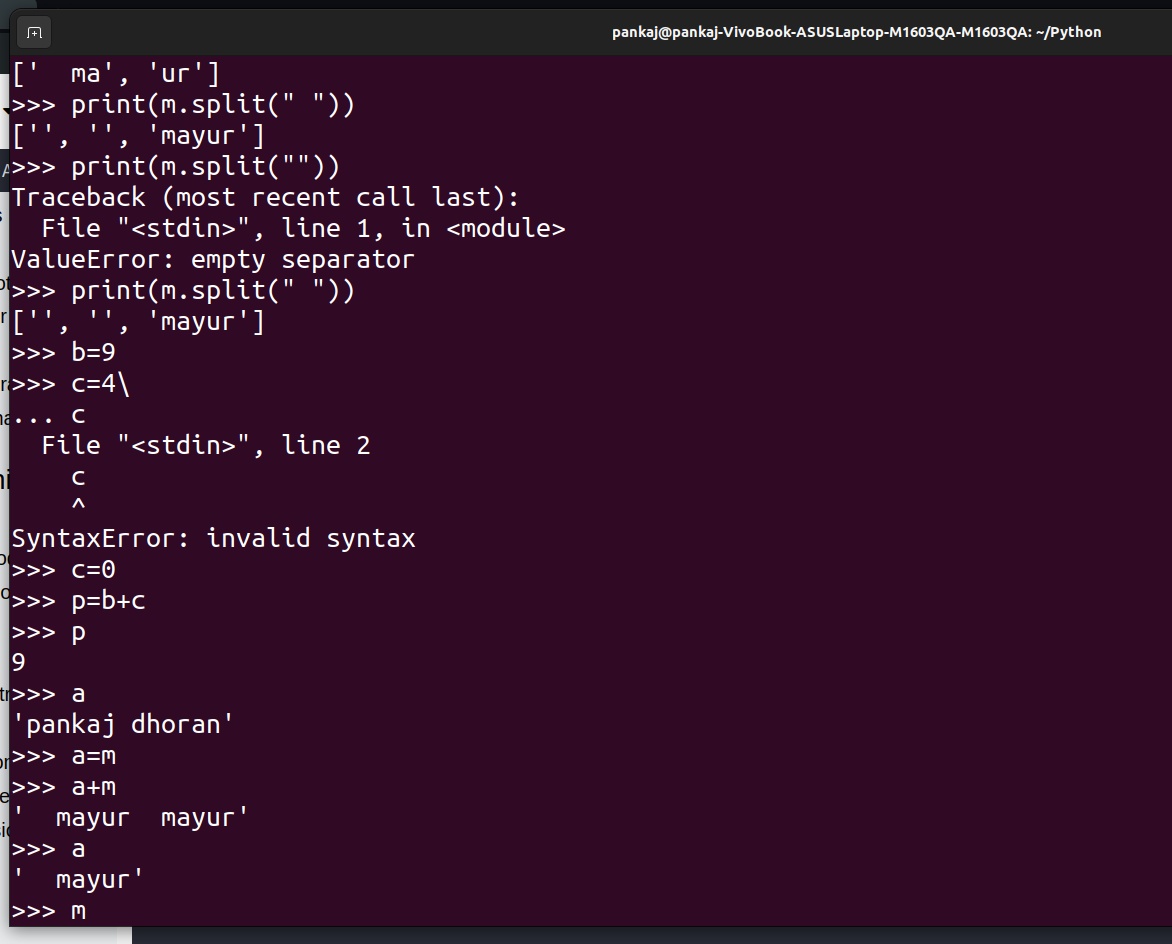 pankaj@pankaj-VivoBook-ASUSLaptop-M1603QA-M1603QA: ~/Python
['  ma', 'ur']
>>> print(m.split(" "))
['', '', 'mayur']
>>> print(m.split(""))
Traceback (most recent call last):
  File "<stdin>", line 1, in <module>
ValueError: empty separator
>>> print(m.split(" "))
['', '', 'mayur']
>>> b=9
>>> c=4\
... c
  File "<stdin>", line 2
    c
    ^
SyntaxError: invalid syntax
>>> c=0
>>> p=b+c
>>> p
9
>>> a
'pankaj dhoran'
>>> a=m
>>> a+m
'  mayur  mayur'
>>> a
'  mayur'
>>> m